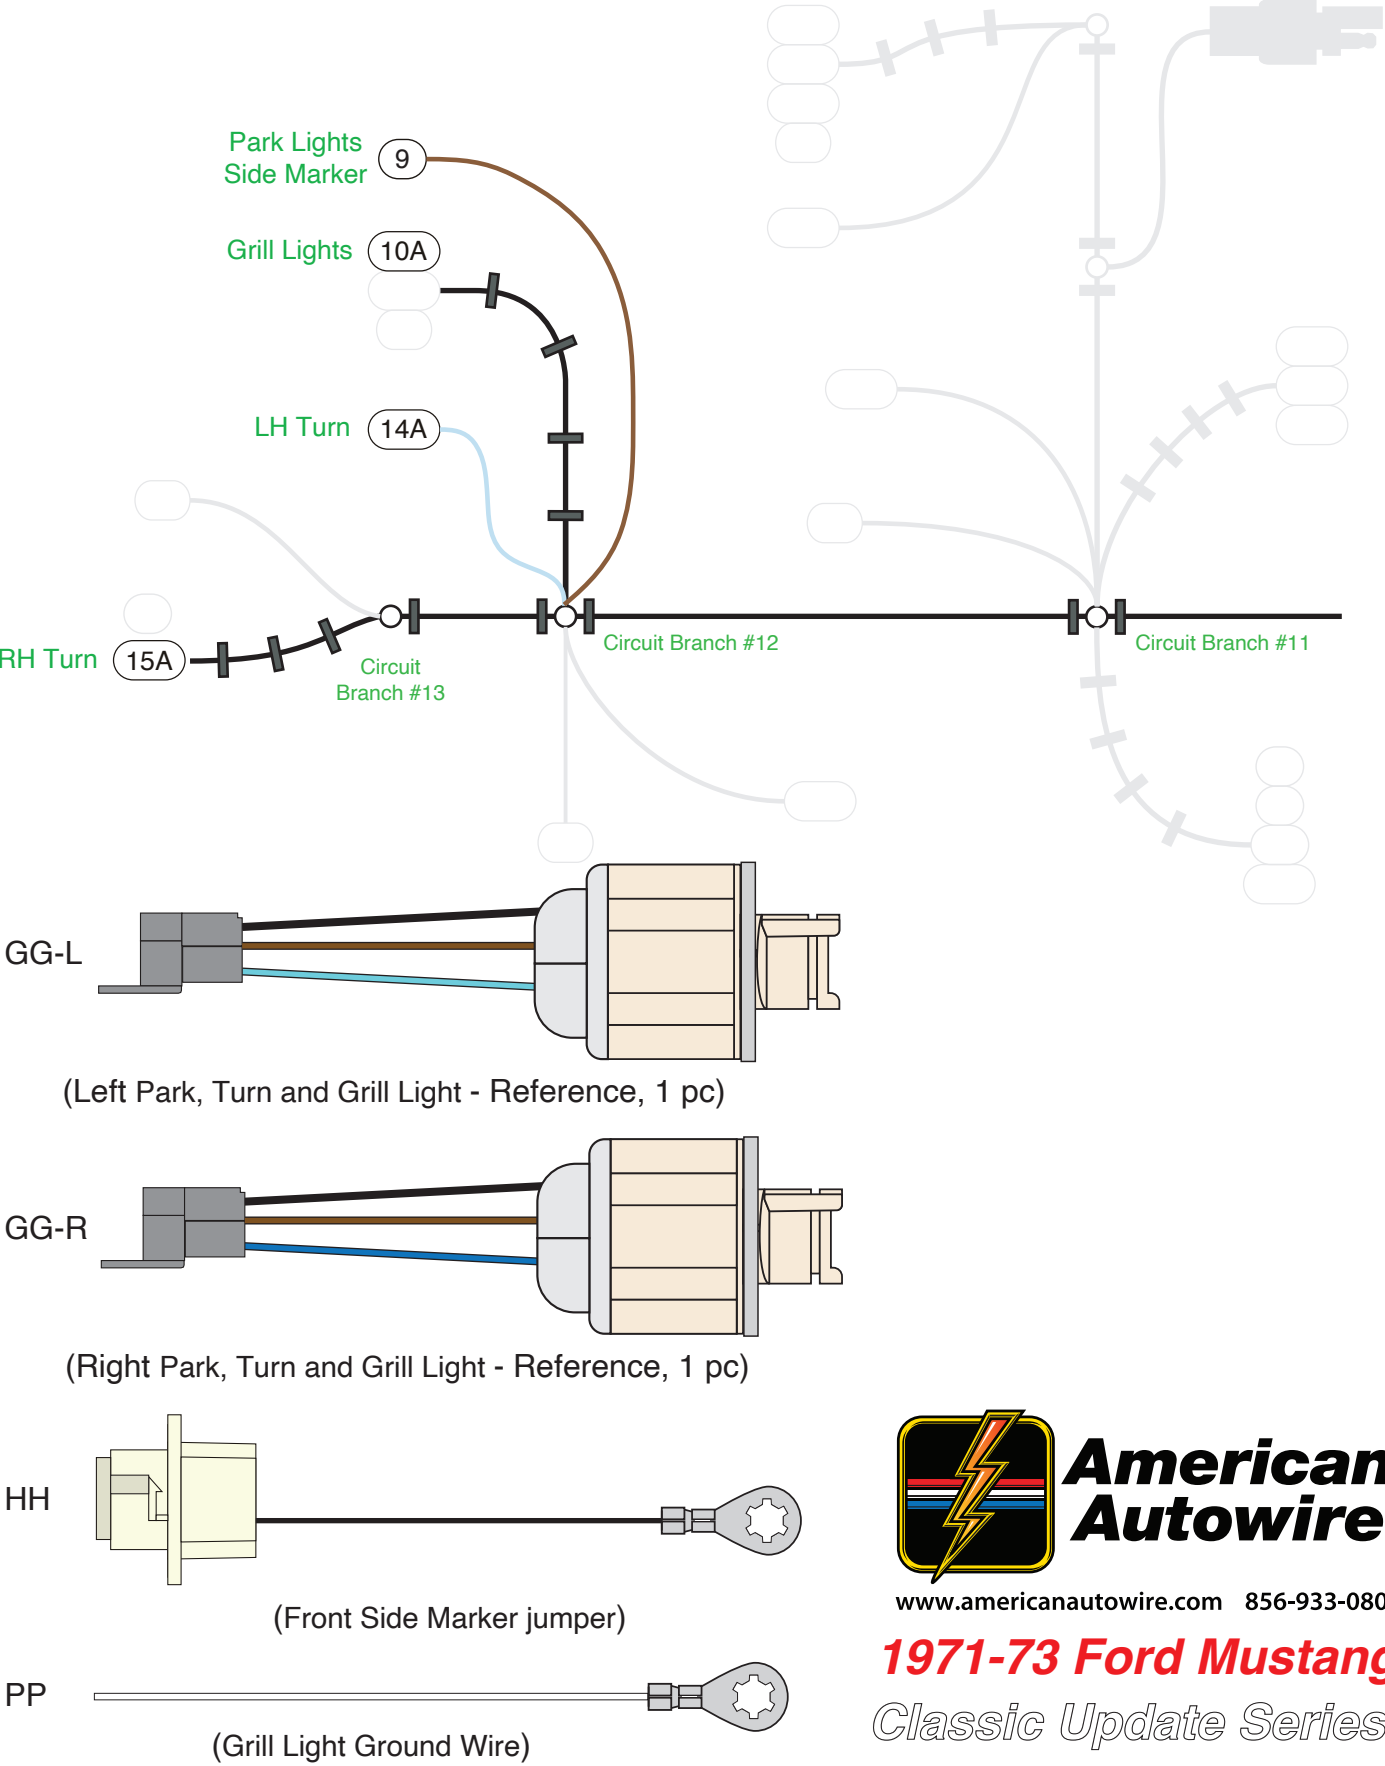 Park Lights
Side Marker
9
Grill Lights
10A
LH Turn
14A
RH Turn
15A
Circuit
Branch #13
Circuit Branch #12
Circuit Branch #11
GG-L
(Left Park, Turn and Grill Light - Reference, 1 pc)
GG-R
(Right Park, Turn and Grill Light - Reference, 1 pc)
HH
(Front Side Marker jumper)
PP
(Grill Light Ground Wire)
American
Autowire
www.americanautowire.com 856-933-080
1971-73 Ford Mustang
Classic Update Series